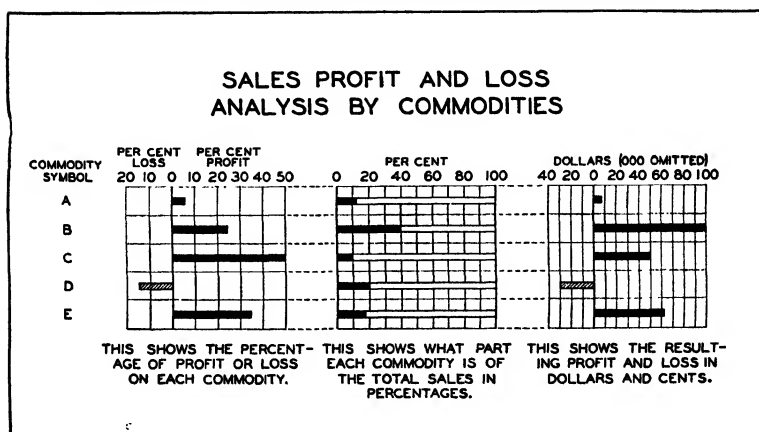 SALES PROFIT AND LOSS
ANALYSIS BY COMMODITIES
COMMODITY SYMBOL
PER CENT LOSS
PER CENT PROFIT
20 10 0 10 20 30 40 50
PER CENT
0 20 40 60 80 100
DOLLARS (000 OMITTED)
40 20 0 20 40 60 80 100
A
B
C
D
E
THIS SHOWS THE PERCENT-
AGE OF PROFIT OR LOSS
ON EACH COMMODITY.
THIS SHOWS WHAT PART
EACH COMMODITY IS OF
THE TOTAL SALES IN
PERCENTAGES.
THIS SHOWS THE RESULT-
ING PROFIT AND LOSS IN
DOLLARS AND CENTS.